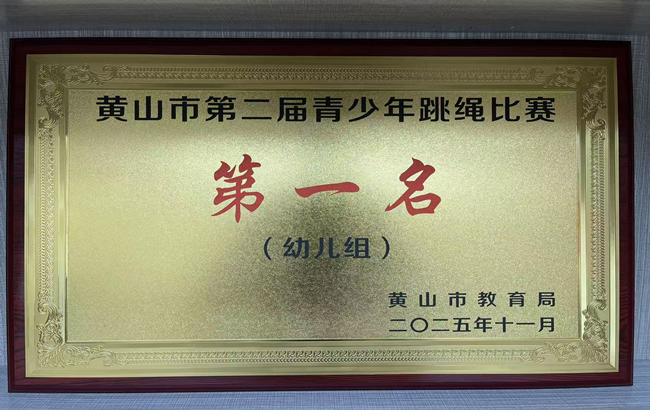 黄山市第二届青少年跳绳比赛
第一名
（幼儿组）
黄山市教育局
二〇二五年十一月